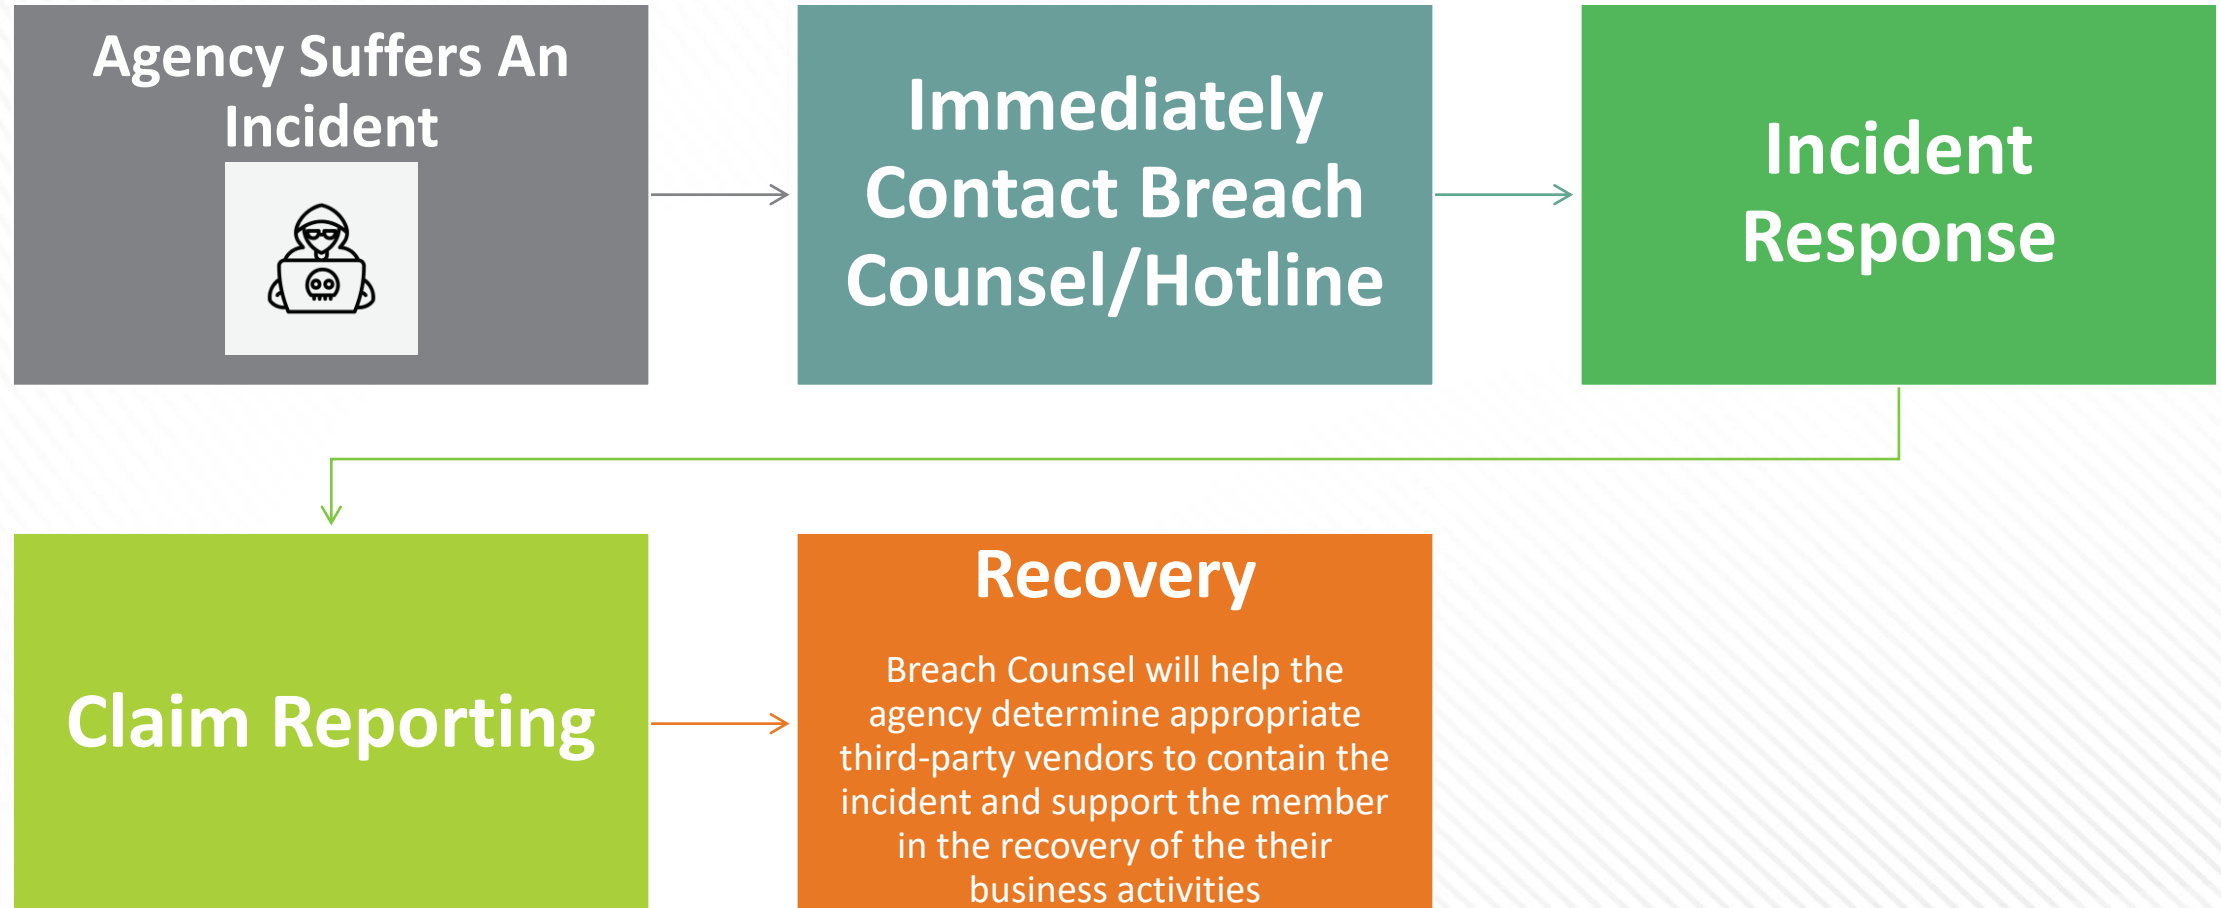 Agency Suffers An
Incident
Immediately
Contact Breach
Counsel/Hotline
Incident
Response
Claim Reporting
Recovery
Breach Counsel will help the
agency determine appropriate
third-party vendors to contain the
incident and support the member
in the recovery of the their
business activities